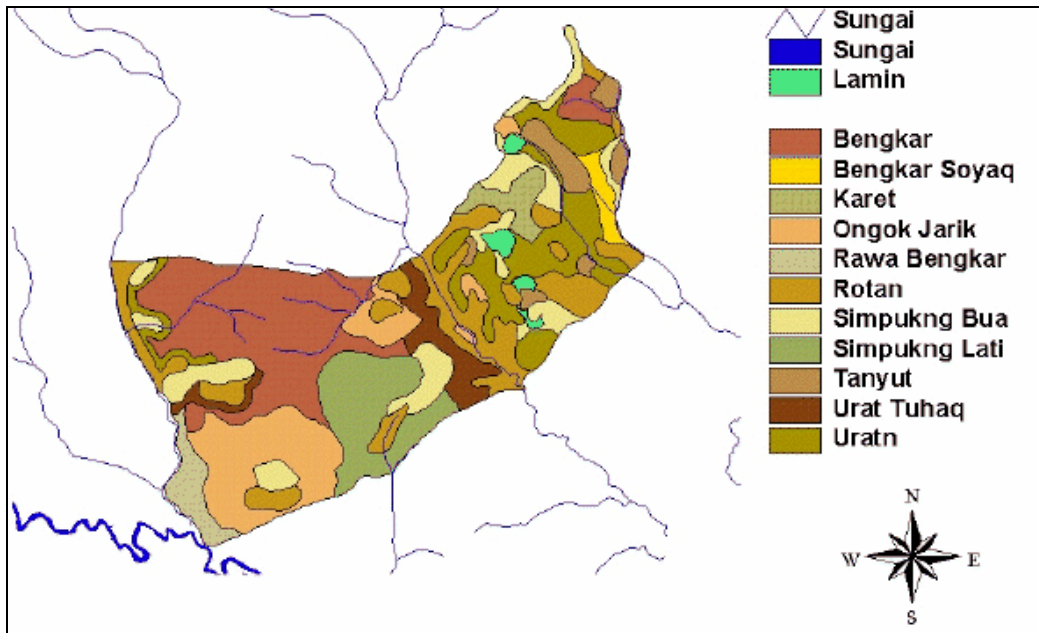 Sungai
Sungai
Lamin
Bengkar
Bengkar Soyaq
Karet
Ongok Jarik
Rawa Bengkar
Rotan
Simpukng Bua
Simpukng Lati
Tanyut
Urat Tuhaq
Uratn
N
W E
S